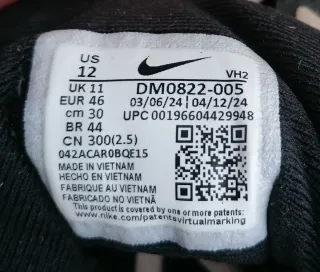 US
12
VH2
UK 11
EUR 46
cm 30
BR 44
CN 300(2.5)
DM0822-005
03/06/24 04/12/24
UPC 00196604429948
042ACAR0BQE15
MADE IN VIETNAM
HECHO EN VIETNAM
FABRIQUE AU VIETNAM
FABRICADO NO VIETNÃ
This product is covered by one or more patents:
www.nike.com/patentsvirtualmarking